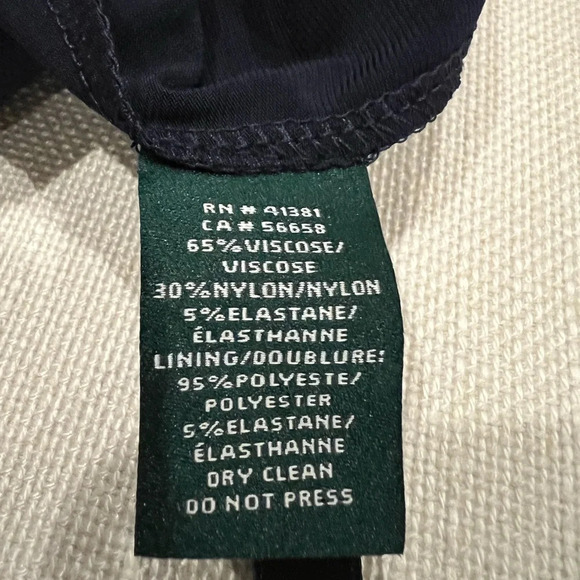 RN # 41381
CA # 56658
65%VISCOSE/
VISCOSE
30%NYLON/NYLON
5%ELASTANE/
ÉLASTHANNE
LINING/DOUBLURE:
95%POLYESTE/
POLYESTER
5%ELASTANE/
ÉLASTHANNE
DRY CLEAN
DO NOT PRESS